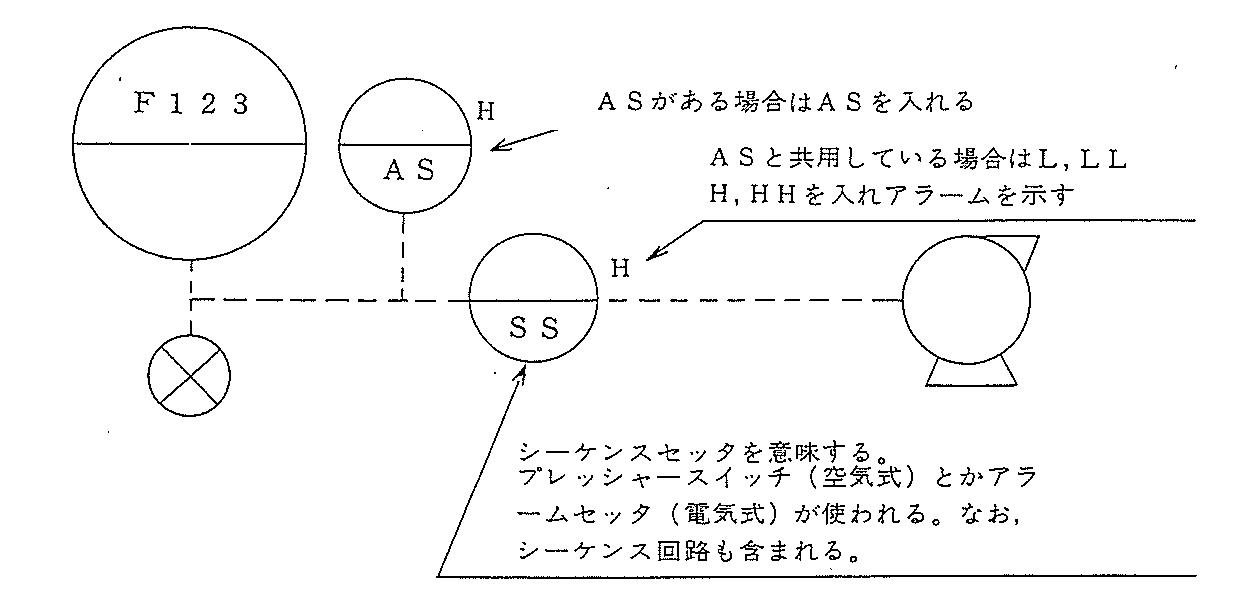 F123
H
AS
ASがある場合はASを入れる
ASと共用している場合はL,LL
H,HHを入れアラームを示す
H
SS
シーケンスセッタを意味する。
プレッシャースイッチ(空気式)とかアラ
ームセッタ(電気式)が使われる。なお,
シーケンス回路も含まれる。